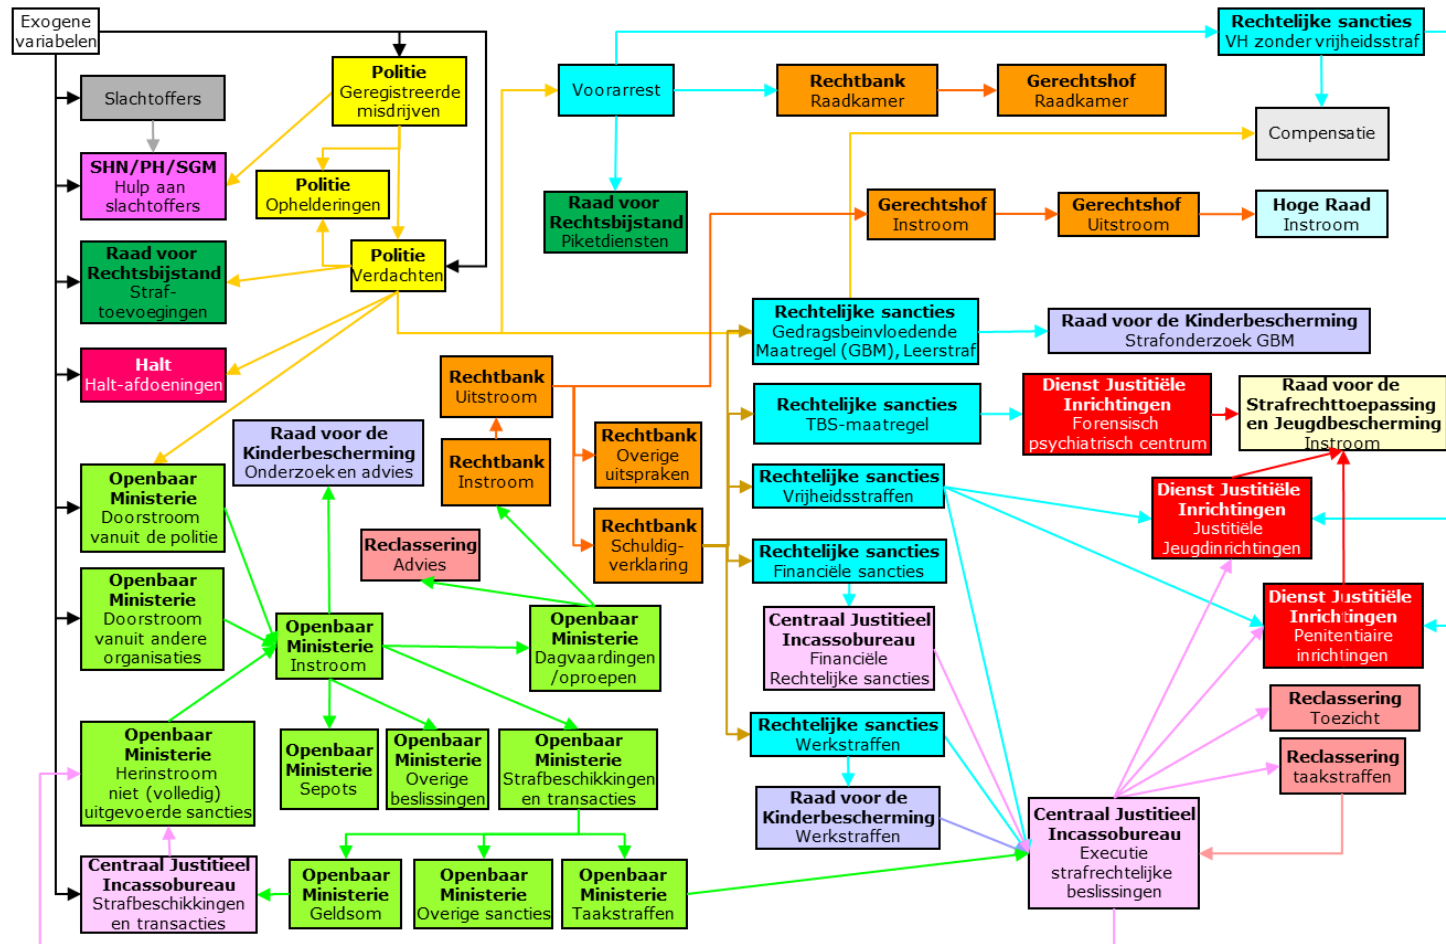 Exogene
variabelen
Slachtoffers
SHN/PH/SGM
Hulp aan
slachtoffers
Raad voor
Rechtsbijstand
Straf-
toevoegingen
Halt
Halt-afdoeningen
Politie
Geregistreerde
misdrijven
Politie
Ophelderingen
Politie
Verdachten
Voorarrest
Raad voor
Rechtsbijstand
Piketdiensten
Rechtbank
Raadkamer
Gerechtshof
Raadkamer
Rechtelijke sancties
VH zonder vrijheidsstraf
Compensatie
Gerechtshof
Instroom
Gerechtshof
Uitstroom
Hoge Raad
Instroom
Rechtelijke sancties
Gedragsbeinvloedende
Maatregel (GBM), Leerstraf
Raad voor de Kinderbescherming
Strafonderzoek GBM
Rechtbank
Uitstroom
Rechtbank
Instroom
Rechtbank
Overige
uitspraken
Rechtbank
Schuldig-
verklaring
Rechtelijke sancties
TBS-maatregel
Dienst Justitiële
Inrichtingen
Forensisch
psychiatrisch centrum
Raad voor de
Strafrechttoepassing
en Jeugdbescherming
Instroom
Rechtelijke sancties
Vrijheidsstraffen
Dienst Justitiële
Inrichtingen
Justitiële
Jeugdinrichtingen
Rechtelijke sancties
Financiële sancties
Centraal Justitieel
Incassobureau
Financiële
Rechtelijke sancties
Dienst Justitiële
Inrichtingen
Penitentiaire
inrichtingen
Rechtelijke sancties
Werkstraffen
Raad voor de
Kinderbescherming
Werkstraffen
Reclassering
Toezicht
Reclassering
taakstraffen
Centraal Justitieel
Incassobureau
Executie
strafrechtelijke
beslissingen
Raad voor de
Kinderbescherming
Onderzoek en advies
Reclassering
Advies
Openbaar
Ministerie
Doorstroom
vanuit de politie
Openbaar
Ministerie
Doorstroom
vanuit andere
organisaties
Openbaar
Ministerie
Instroom
Openbaar
Ministerie
Dagvaardingen
/oproepen
Openbaar
Ministerie
Herinstroom
niet (volledig)
uitgevoerde sancties
Openbaar
Ministerie
Sepots
Openbaar
Ministerie
Overige
beslissingen
Openbaar
Ministerie
Strafbeschikkingen
en transacties
Centraal Justitieel
Incassobureau
Strafbeschikkingen
en transacties
Openbaar
Ministerie
Geldsom
Openbaar
Ministerie
Overige sancties
Openbaar
Ministerie
Taakstraffen